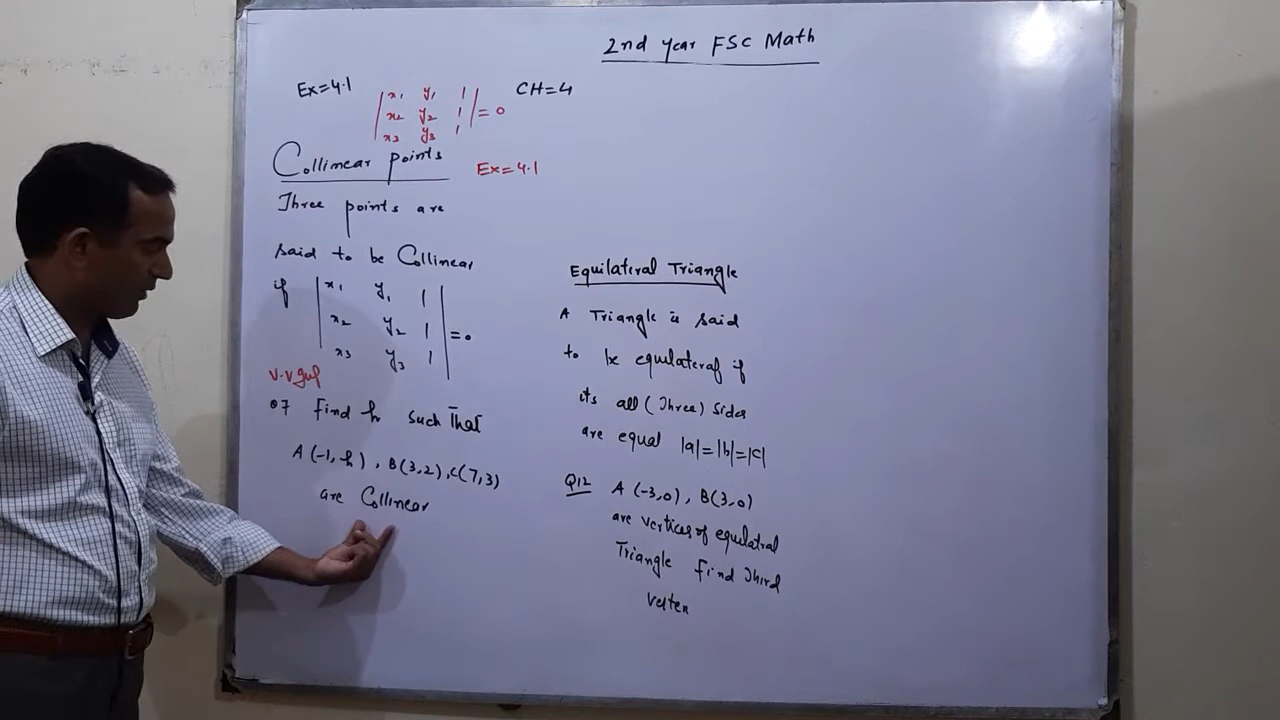 2nd year FSC Math
Ex=4.1
CH=4
| x₁ y₁ 1 |
| x₂ y₂ 1 | = 0
| x₃ y₃ 1 |
Collinear points
Ex=4.1
Three points are
said to be Collinear
if | x₁ y₁ 1 |
| x₂ y₂ 1 | = 0
| x₃ y₃ 1 |
Q7 Find h such That
A(-1, h), B(3,2), C(7,3)
are Collinear
Equilateral Triangle
A Triangle is said
to be equilateral if
its all (Three) sides
are equal |a|=|b|=|c|
Q12 A (-3,0), B(3,0)
are vertices of equilatral
Triangle Find Third
vertex